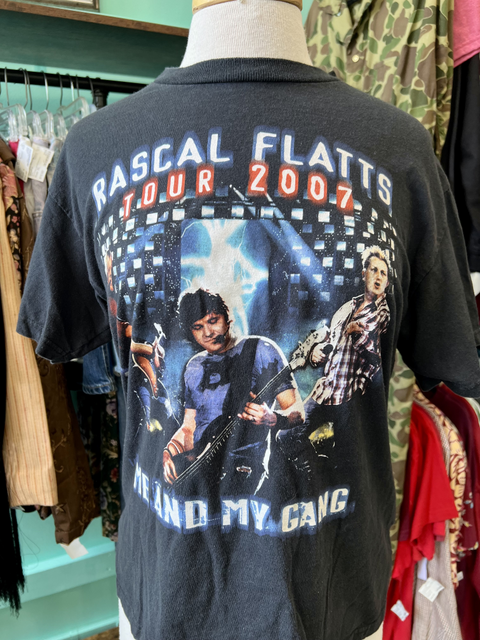 RASCAL FLATTS
TOUR 2007
ME AND MY GANG